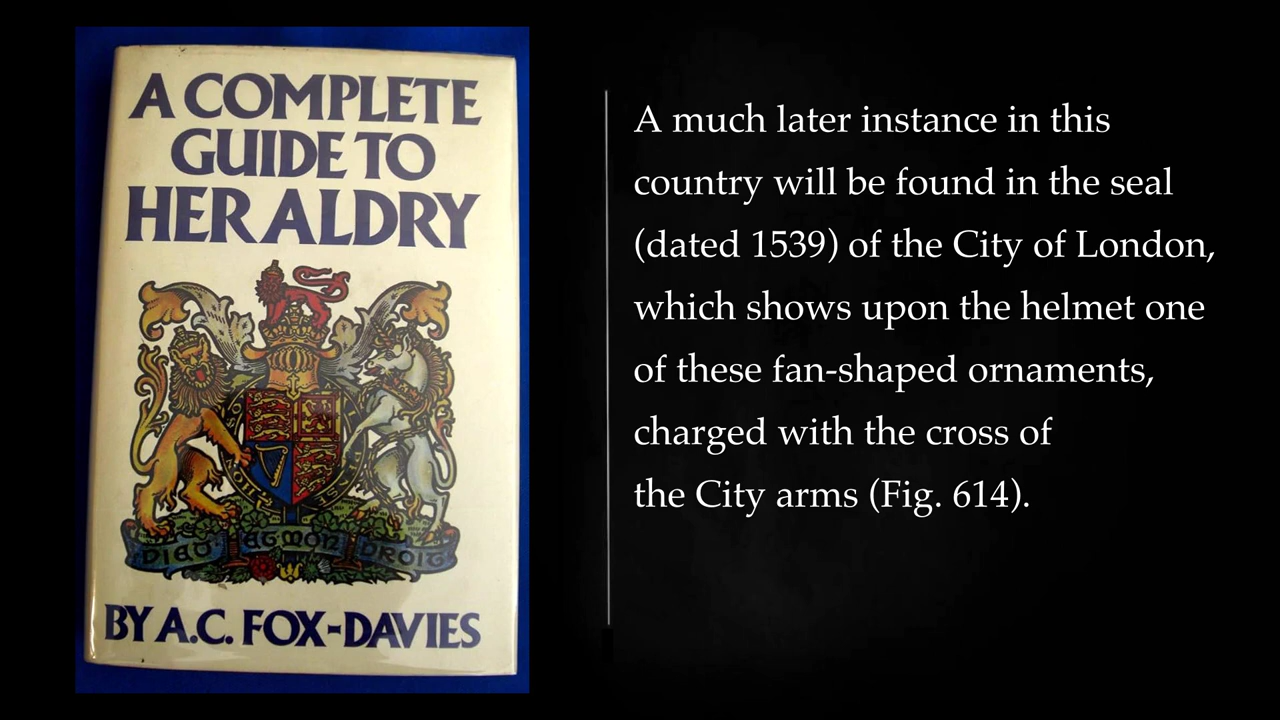 A COMPLETE
GUIDE TO
HERALDRY
DIEU ET MON DROIT
BY A.C. FOX-DAVIES
A much later instance in this
country will be found in the seal
(dated 1539) of the City of London,
which shows upon the helmet one
of these fan-shaped ornaments,
charged with the cross of
the City arms (Fig. 614).